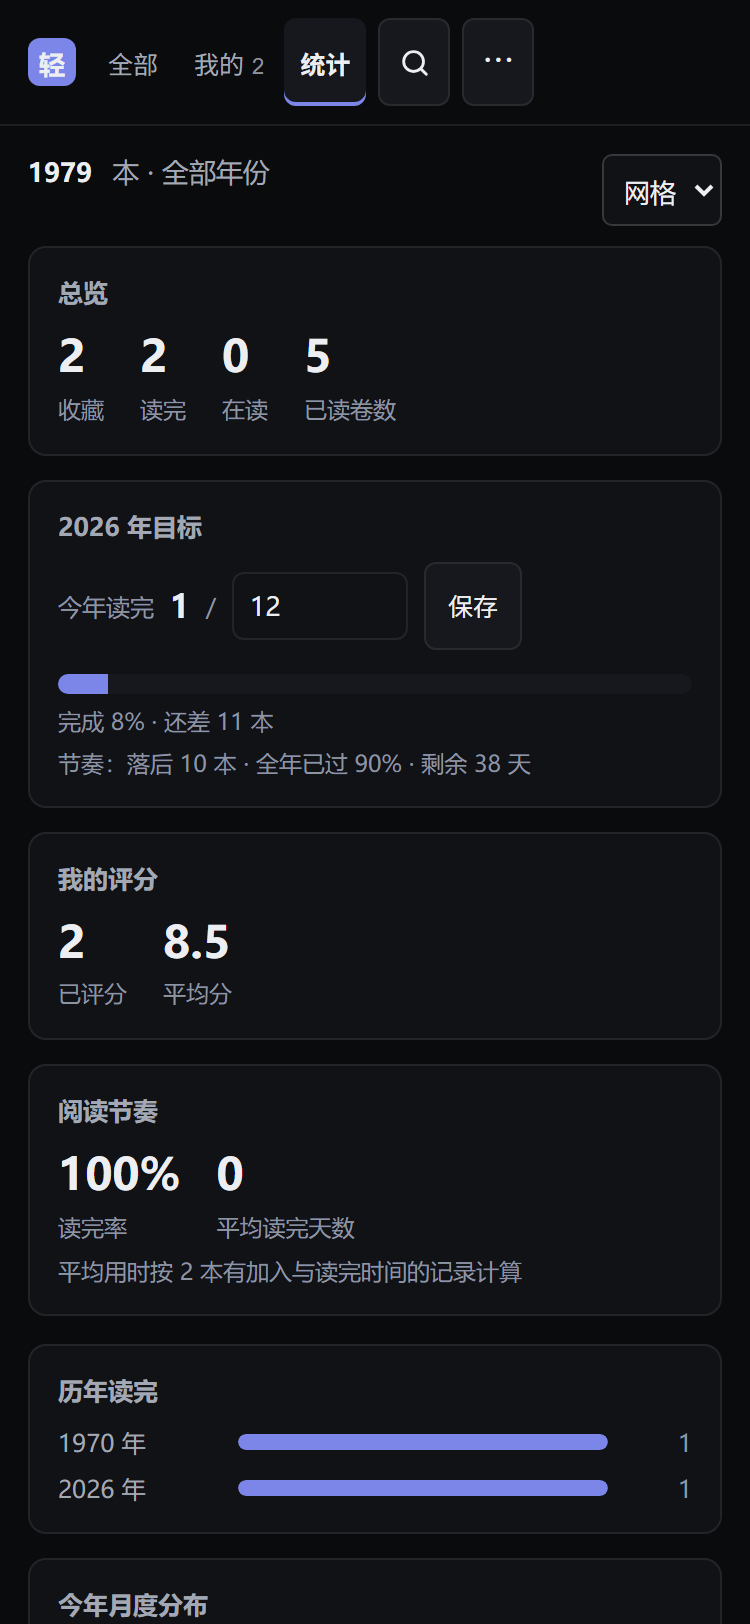 轻 全部 我的 2 统计 ···
1979 本 · 全部年份 网格
总览
2 2 0 5
收藏 读完 在读 已读卷数
2026 年目标
今年读完 1 / 12 保存
完成 8% · 还差 11 本
节奏：落后 10 本 · 全年已过 90% · 剩余 38 天
我的评分
2 8.5
已评分 平均分
阅读节奏
100% 0
读完率 平均读完天数
平均用时按 2 本有加入与读完时间的记录计算
历年读完
1970 年 1
2026 年 1
今年月度分布